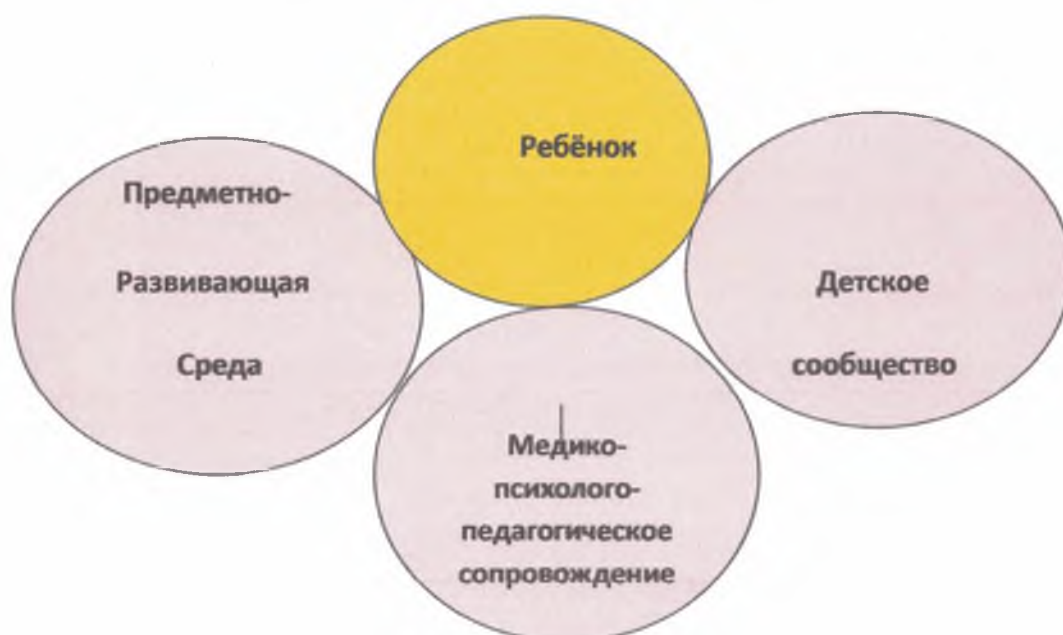 Ребёнок
Предметно-
Развивающая
Среда
Детское
сообщество
Медико-
психолого-
педагогическое
сопровождение